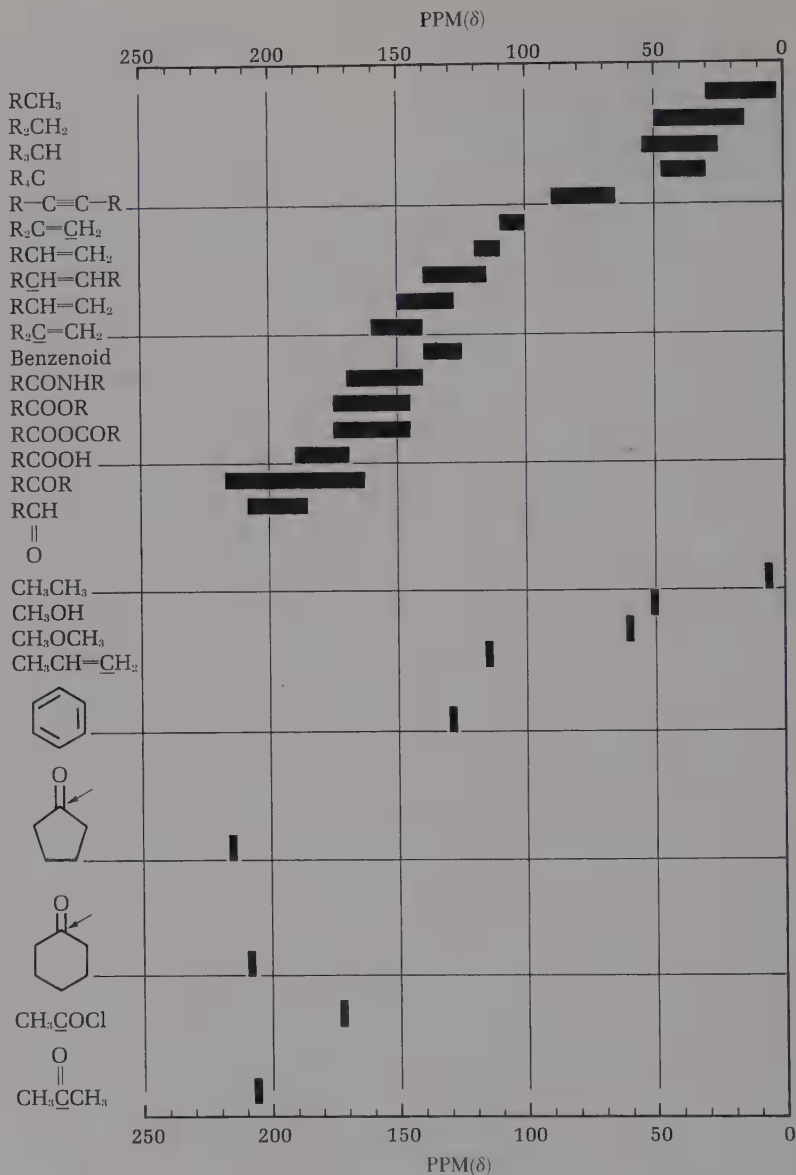 PPM(δ)
250 200 150 100 50 0
RCH₃
R₂CH₂
R₃CH
R₄C
R—C≡C—R
R₂C=CH₂
RCH=CH₂
RCH=CHR
RCH=CH₂
R₂C=CH₂
Benzenoid
RCONHR
RCOOR
RCOOCOR
RCOOH
RCOR
RCH
||
O
CH₃CH₃
CH₃OH
CH₃OCH₃
CH₃CH=CH₂
O
O
CH₃COCl
O
||
CH₃CCH₃
250 200 150 100 50 0
PPM(δ)